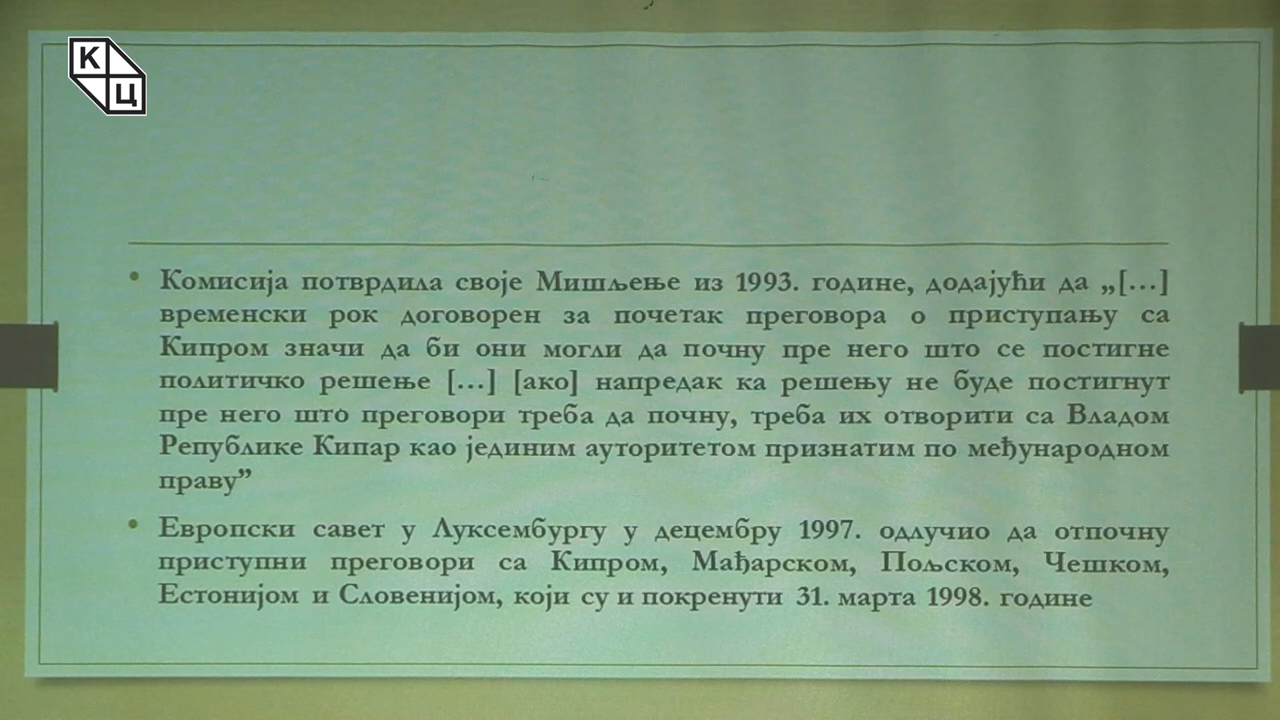 К
Ц
• Комисија потврдила своје Мишљење из 1993. године, додајући да „[…]
временски рок договорен за почетак преговора о приступању са
Кипром значи да би они могли да почну пре него што се постигне
политичко решење […] [ако] напредак ка решењу не буде постигнут
пре него што преговори треба да почну, треба их отворити са Владом
Републике Кипар као јединим ауторитетом признатим по међународном
праву”
• Европски савет у Луксембургу у децембру 1997. одлучио да отпочну
приступни преговори са Кипром, Мађарском, Пољском, Чешком,
Естонијом и Словенијом, који су и покренути 31. марта 1998. године